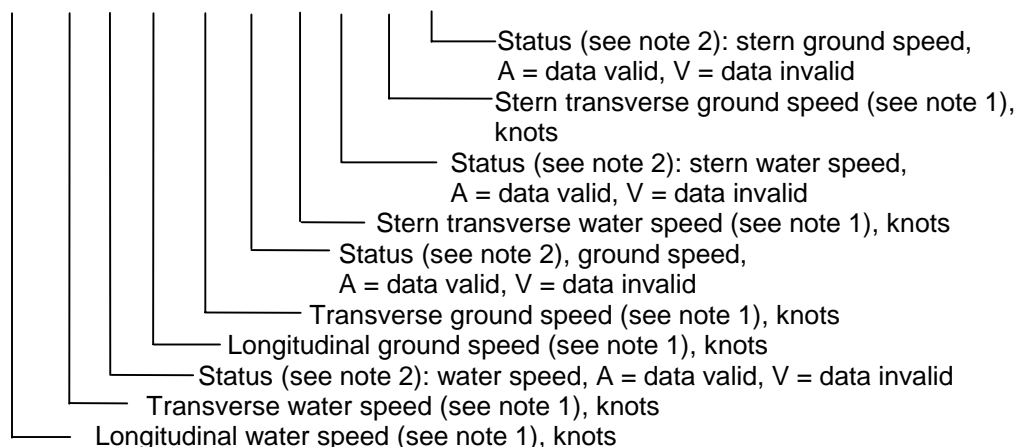 Status (see note 2): stern ground speed,
A = data valid, V = data invalid
Stern transverse ground speed (see note 1),
knots
Status (see note 2): stern water speed,
A = data valid, V = data invalid
Stern transverse water speed (see note 1), knots
Status (see note 2), ground speed,
A = data valid, V = data invalid
Transverse ground speed (see note 1), knots
Longitudinal ground speed (see note 1), knots
Status (see note 2): water speed, A = data valid, V = data invalid
Transverse water speed (see note 1), knots
Longitudinal water speed (see note 1), knots